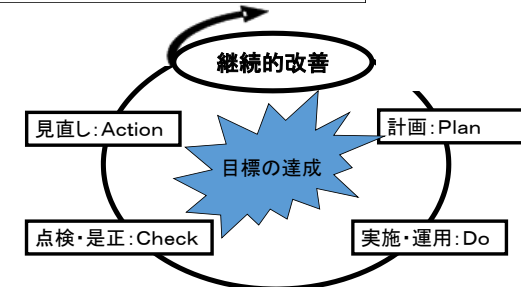 継続的改善
見直し:Action
計画:Plan
目標の達成
点検・是正:Check
実施・運用:Do